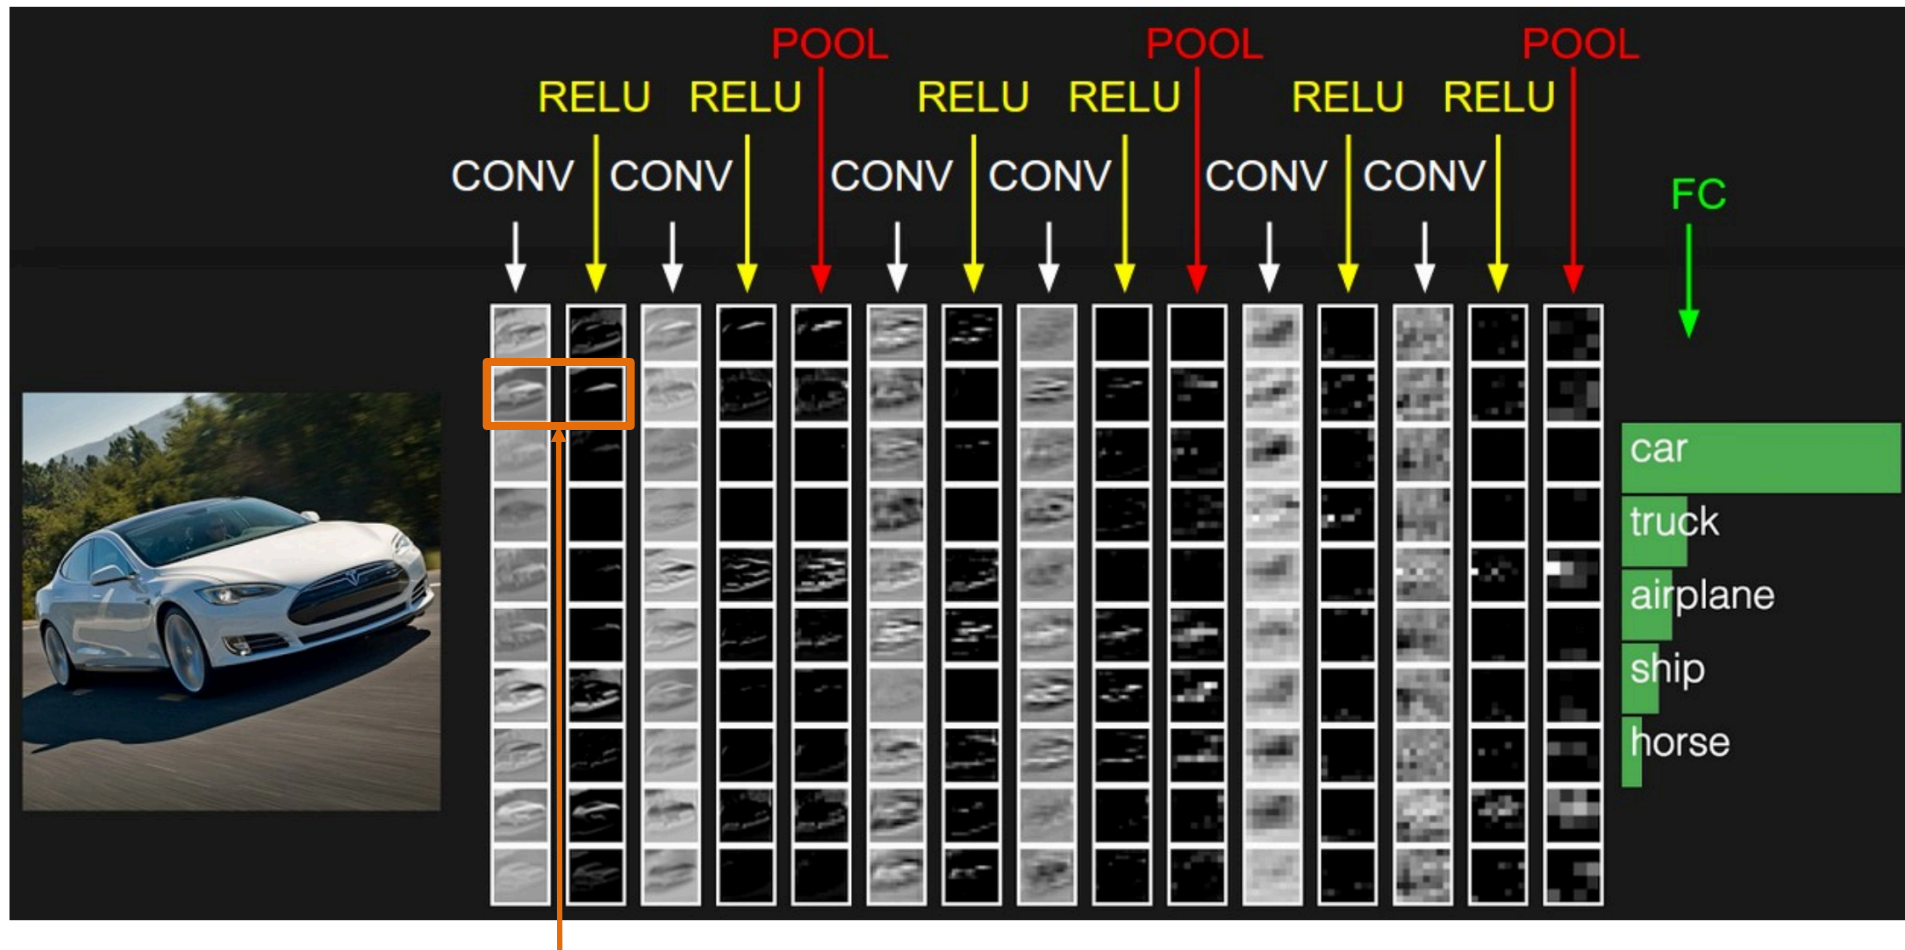 POOL POOL POOL
RELU RELU RELU RELU RELU RELU
CONV CONV CONV CONV CONV CONV
FC
car
truck
airplane
ship
horse